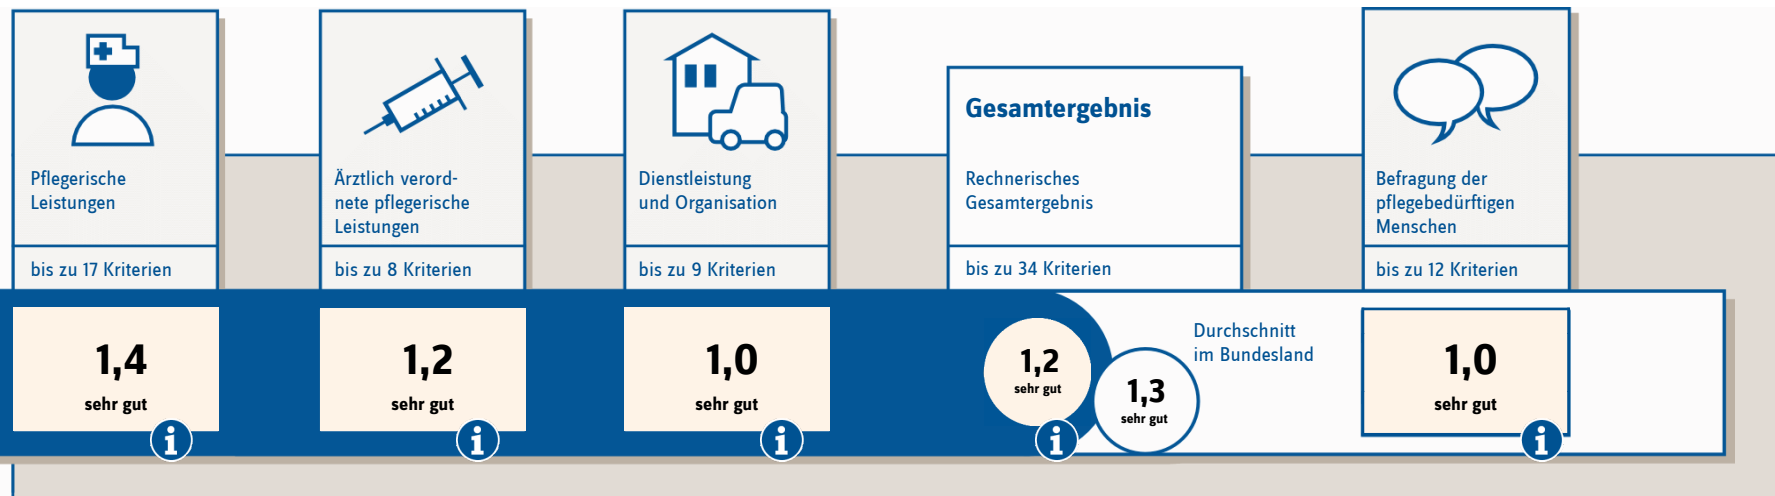 Pflegerische
Leistungen
bis zu 17 Kriterien
1,4
sehr gut
i
Ärztlich verord-
nete pflegerische
Leistungen
bis zu 8 Kriterien
1,2
sehr gut
i
Dienstleistung
und Organisation
bis zu 9 Kriterien
1,0
sehr gut
i
Gesamtergebnis
Rechnerisches
Gesamtergebnis
bis zu 34 Kriterien
1,2
sehr gut
i
1,3
sehr gut
Durchschnitt
im Bundesland
Befragung der
pflegebedürftigen
Menschen
bis zu 12 Kriterien
1,0
sehr gut
i